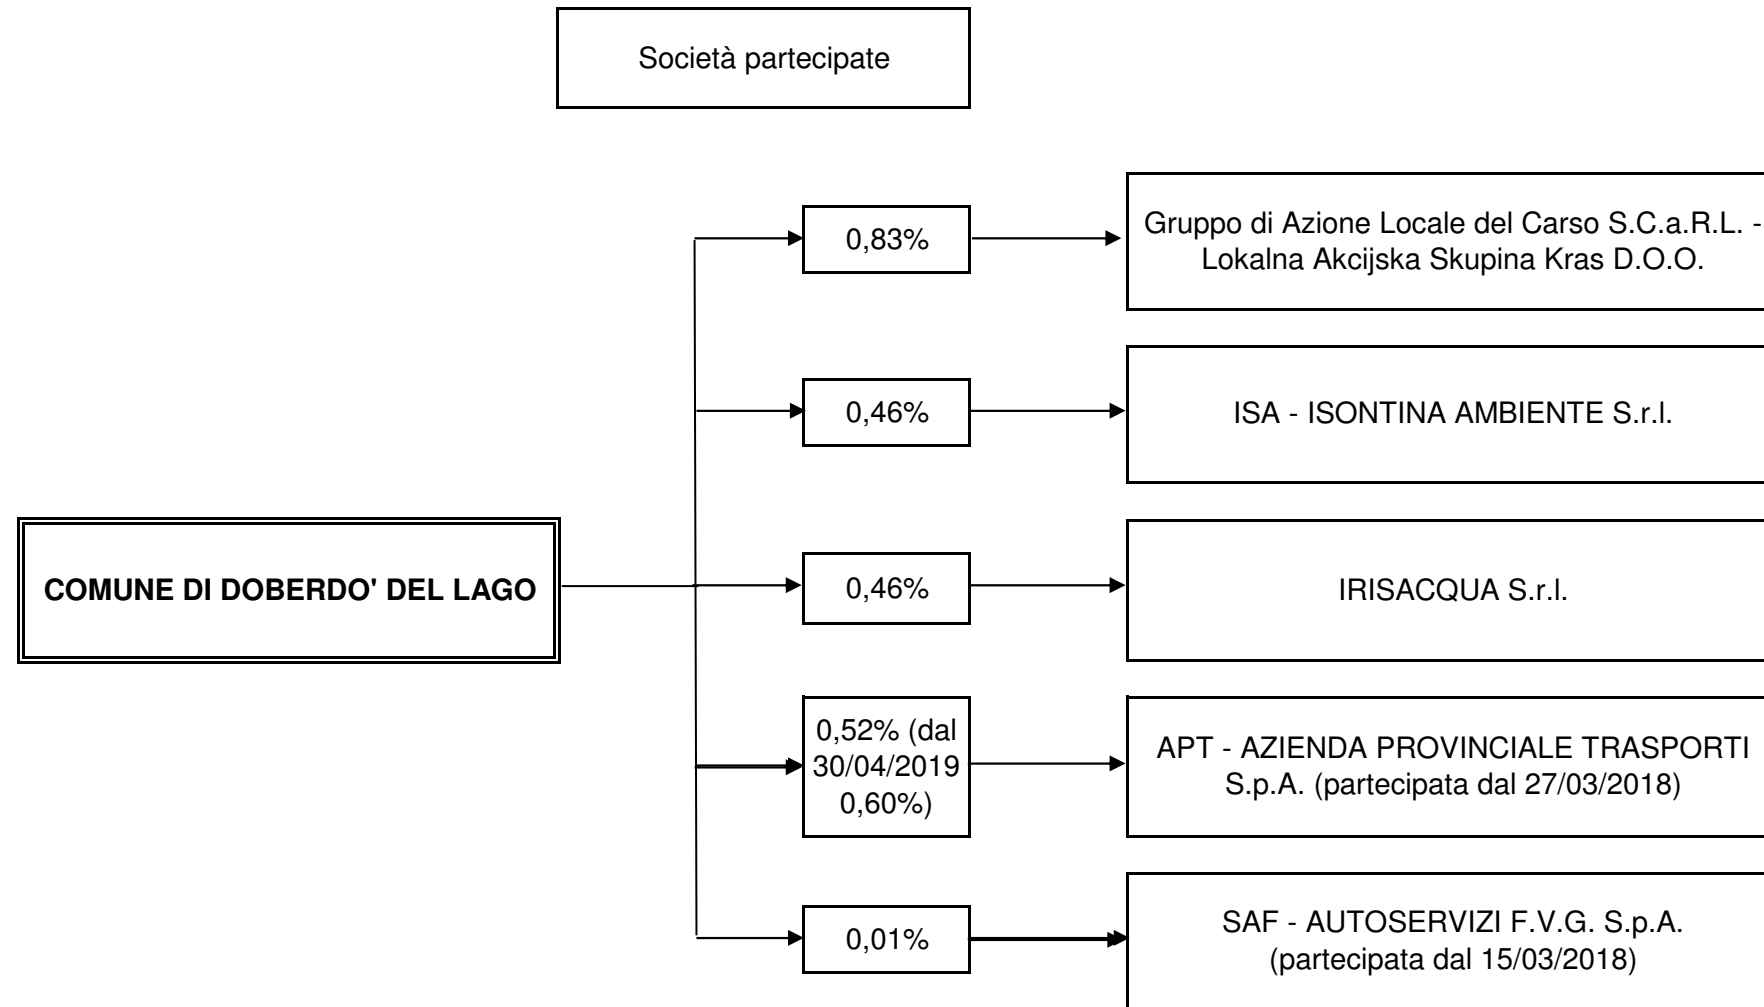 Società partecipate
0,83%
Gruppo di Azione Locale del Carso S.C.a.R.L. -
Lokalna Akcijska Skupina Kras D.O.O.
0,46%
ISA - ISONTINA AMBIENTE S.r.l.
COMUNE DI DOBERDO' DEL LAGO
0,46%
IRISACQUA S.r.l.
0,52% (dal
30/04/2019
0,60%)
APT - AZIENDA PROVINCIALE TRASPORTI
S.p.A. (partecipata dal 27/03/2018)
0,01%
SAF - AUTOSERVIZI F.V.G. S.p.A.
(partecipata dal 15/03/2018)